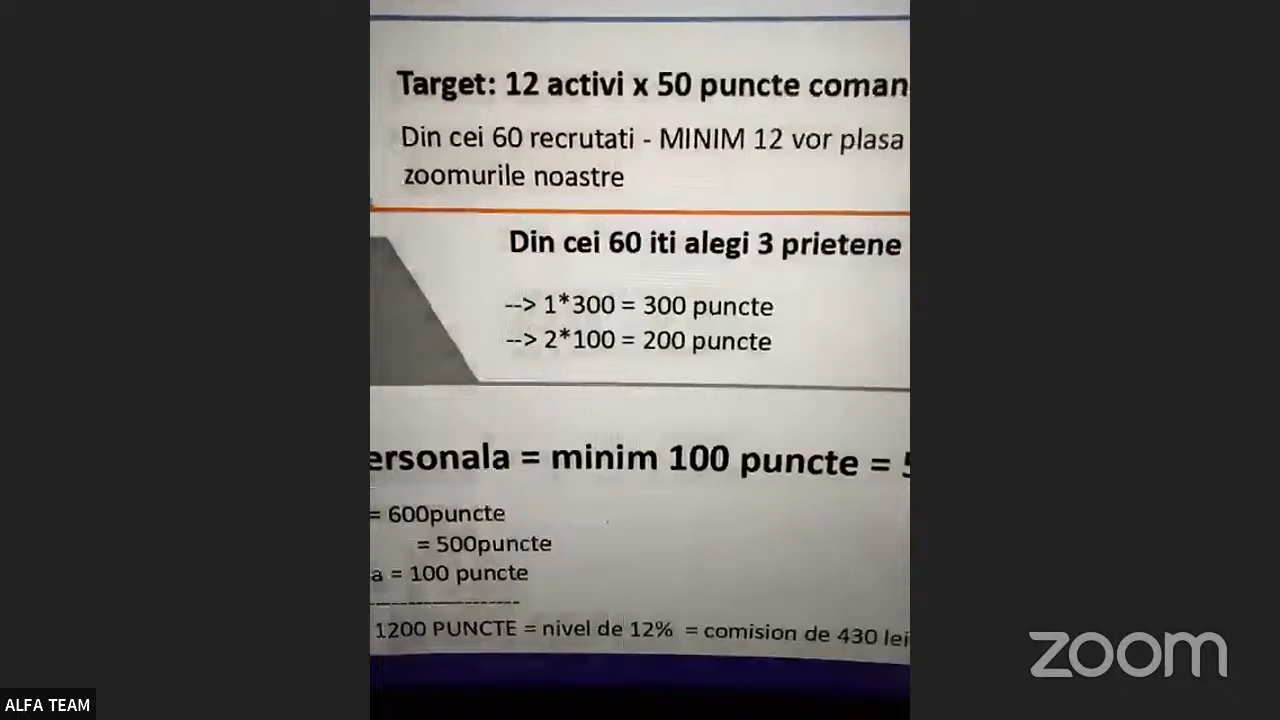 Target: 12 activi x 50 puncte coman
Din cei 60 recrutati - MINIM 12 vor plasa
zoomurile noastre
Din cei 60 iti alegi 3 prietene
--> 1*300 = 300 puncte
--> 2*100 = 200 puncte
ersonala = minim 100 puncte =
= 600puncte
= 500puncte
a = 100 puncte
--------------------
1200 PUNCTE = nivel de 12% = comision de 430 lei
zoom
ALFA TEAM